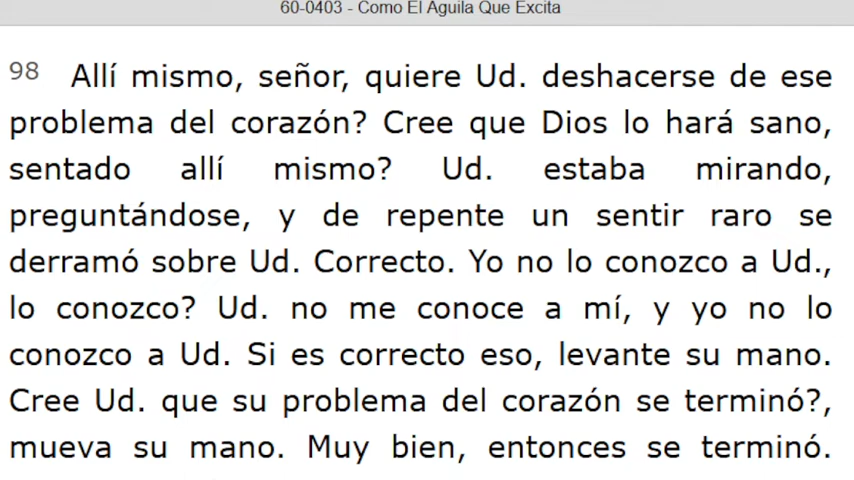 60-0403 - Como El Aguila Que Excita
98 Allí mismo, señor, quiere Ud. deshacerse de ese
problema del corazón? Cree que Dios lo hará sano,
sentado allí mismo? Ud. estaba mirando,
preguntándose, y de repente un sentir raro se
derramó sobre Ud. Correcto. Yo no lo conozco a Ud.,
lo conozco? Ud. no me conoce a mí, y yo no lo
conozco a Ud. Si es correcto eso, levante su mano.
Cree Ud. que su problema del corazón se terminó?,
mueva su mano. Muy bien, entonces se terminó.